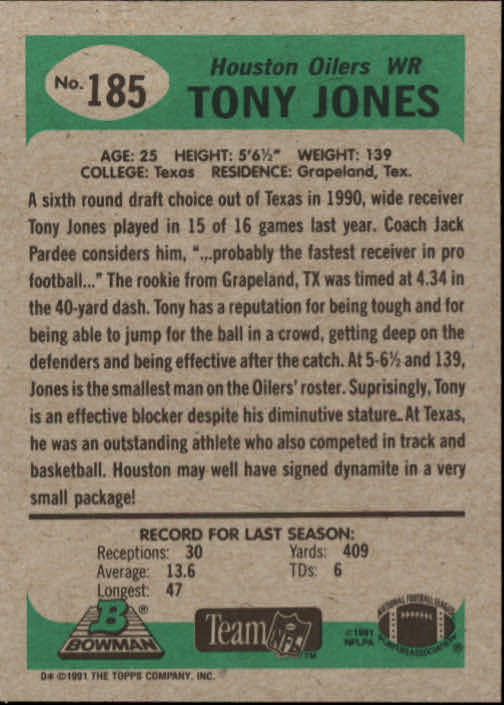 No. 185
Houston Oilers WR
TONY JONES
AGE: 25 HEIGHT: 5'6½" WEIGHT: 139
COLLEGE: Texas RESIDENCE: Grapeland, Tex.
A sixth round draft choice out of Texas in 1990, wide receiver
Tony Jones played in 15 of 16 games last year. Coach Jack
Pardee considers him, "...probably the fastest receiver in pro
football..." The rookie from Grapeland, TX was timed at 4.34 in
the 40-yard dash. Tony has a reputation for being tough and for
being able to jump for the ball in a crowd, getting deep on the
defenders and being effective after the catch. At 5-6½ and 139,
Jones is the smallest man on the Oilers' roster. Suprisingly, Tony
is an effective blocker despite his diminutive stature.. At Texas,
he was an outstanding athlete who also competed in track and
basketball. Houston may well have signed dynamite in a very
small package!
RECORD FOR LAST SEASON:
Receptions: 30 Yards: 409
Average: 13.6 TDs: 6
Longest: 47
B®
BOWMAN
Team NFL™
©1991
NFLPA
NATIONAL FOOTBALL LEAGUE
PLAYERS ASSOCIATION ®
D* ©1991 THE TOPPS COMPANY, INC.